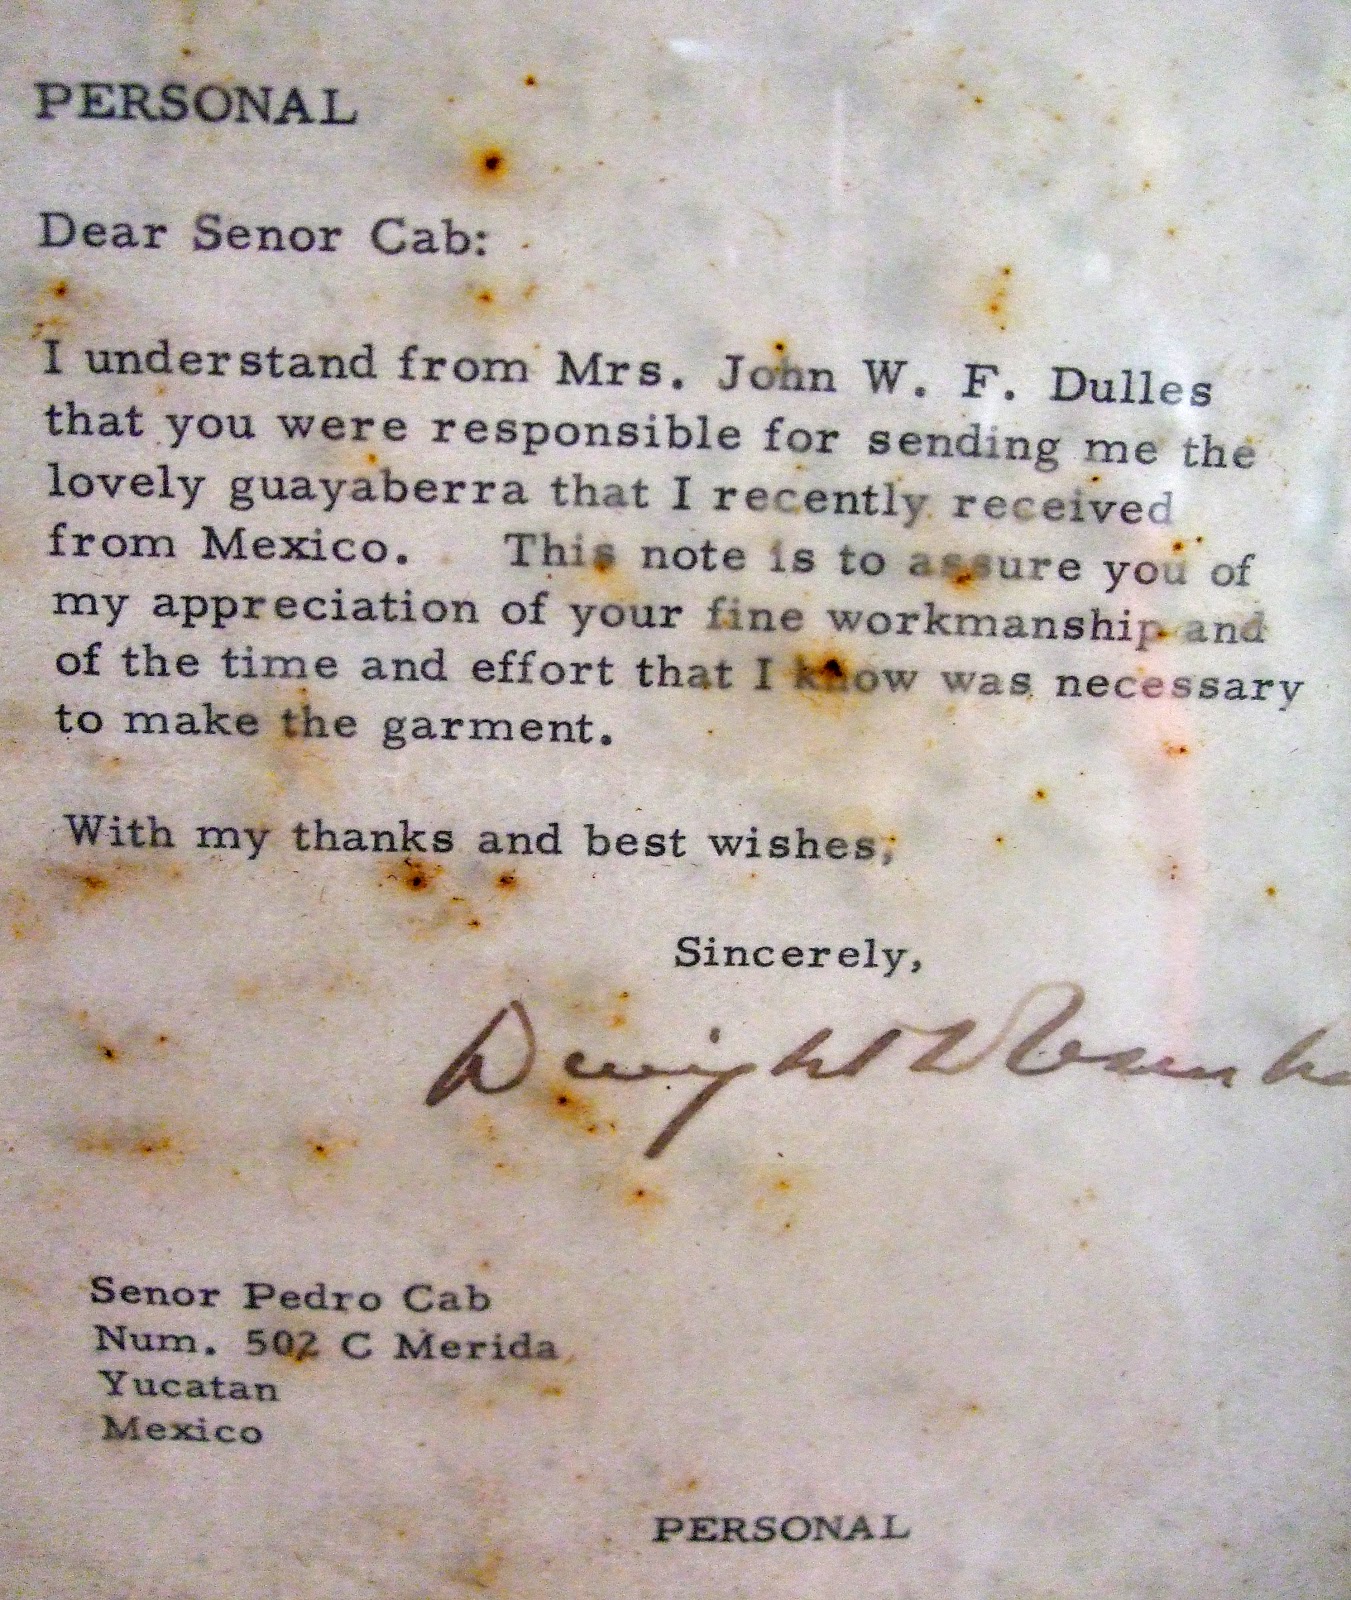 PERSONAL
Dear Senor Cab:
I understand from Mrs. John W. F. Dulles
that you were responsible for sending me the
lovely guayaberra that I recently received
from Mexico. This note is to assure you of
my appreciation of your fine workmanship and
of the time and effort that I know was necessary
to make the garment.
With my thanks and best wishes,
Sincerely,
Dwight D Eisenho
Senor Pedro Cab
Num. 502 C Merida
Yucatan
Mexico
PERSONAL